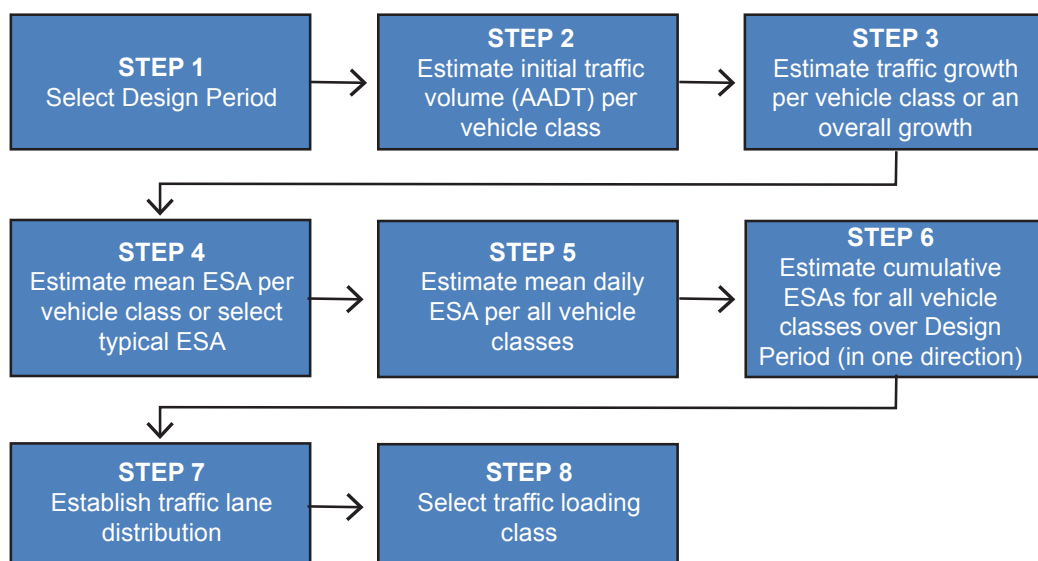 STEP 1
Select Design Period
STEP 2
Estimate initial traffic
volume (AADT) per
vehicle class
STEP 3
Estimate traffic growth
per vehicle class or an
overall growth
STEP 4
Estimate mean ESA per
vehicle class or select
typical ESA
STEP 5
Estimate mean daily
ESA per all vehicle
classes
STEP 6
Estimate cumulative
ESAs for all vehicle
classes over Design
Period (in one direction)
STEP 7
Establish traffic lane
distribution
STEP 8
Select traffic loading
class